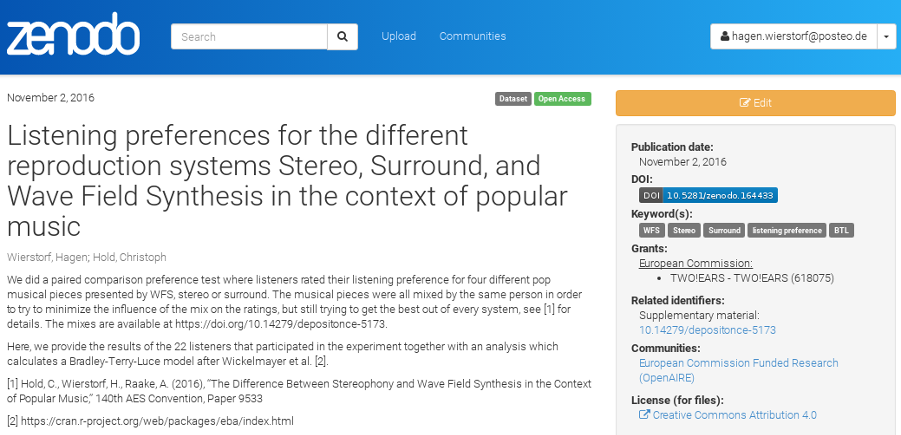 zenodo
Search
Upload
Communities
hagen.wierstorf@posteo.de
November 2, 2016
Dataset
Open Access
Listening preferences for the different
reproduction systems Stereo, Surround, and
Wave Field Synthesis in the context of popular
music
Wierstorf, Hagen; Hold, Christoph
We did a paired comparison preference test where listeners rated their listening preference for four different pop
musical pieces presented by WFS, stereo or surround. The musical pieces were all mixed by the same person in order
to try to minimize the influence of the mix on the ratings, but still trying to get the best out of every system, see [1] for
details. The mixes are available at https://doi.org/10.14279/depositonce-5173.
Here, we provide the results of the 22 listeners that participated in the experiment together with an analysis which
calculates a Bradley-Terry-Luce model after Wickelmayer et al. [2].
[1] Hold, C., Wierstorf, H., Raake, A. (2016), "The Difference Between Stereophony and Wave Field Synthesis in the Context
of Popular Music," 140th AES Convention, Paper 9533
[2] https://cran.r-project.org/web/packages/eba/index.html
Edit
Publication date:
November 2, 2016
DOI:
DOI 10.5281/zenodo.164433
Keyword(s):
WFS Stereo Surround listening preference BTL
Grants:
European Commission:
• TWO!EARS - TWO!EARS (618075)
Related identifiers:
Supplementary material:
10.14279/depositonce-5173
Communities:
European Commission Funded Research
(OpenAIRE)
License (for files):
Creative Commons Attribution 4.0